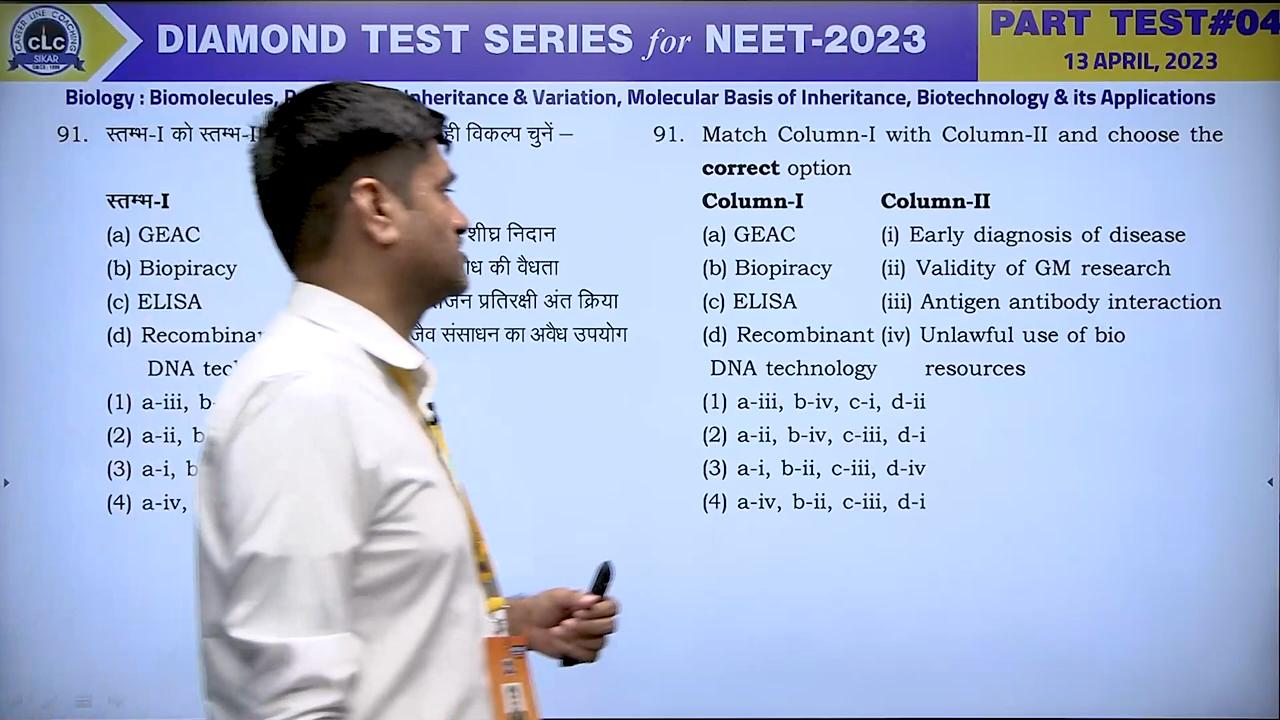 CAREER LINE COACHING
CLC
SIKAR
DIAMOND TEST SERIES for NEET-2023
PART TEST#04
13 APRIL, 2023
Biology : Biomolecules, Inheritance & Variation, Molecular Basis of Inheritance, Biotechnology & its Applications
91. स्तम्भ-I को विकल्प चुनें –
स्तम्भ-I
(a) GEAC शीघ्र निदान
(b) Biopiracy की वैधता
(c) ELISA प्रतिरक्षी अंत क्रिया
(d) जैव संसाधन का अवैध उपयोग
DNA
(1) a-iii,
(2) a-ii,
(3) a-i,
(4) a-iv,
91. Match Column-I with Column-II and choose the
correct option
Column-I Column-II
(a) GEAC (i) Early diagnosis of disease
(b) Biopiracy (ii) Validity of GM research
(c) ELISA (iii) Antigen antibody interaction
(d) Recombinant (iv) Unlawful use of bio
DNA technology resources
(1) a-iii, b-iv, c-i, d-ii
(2) a-ii, b-iv, c-iii, d-i
(3) a-i, b-ii, c-iii, d-iv
(4) a-iv, b-ii, c-iii, d-i